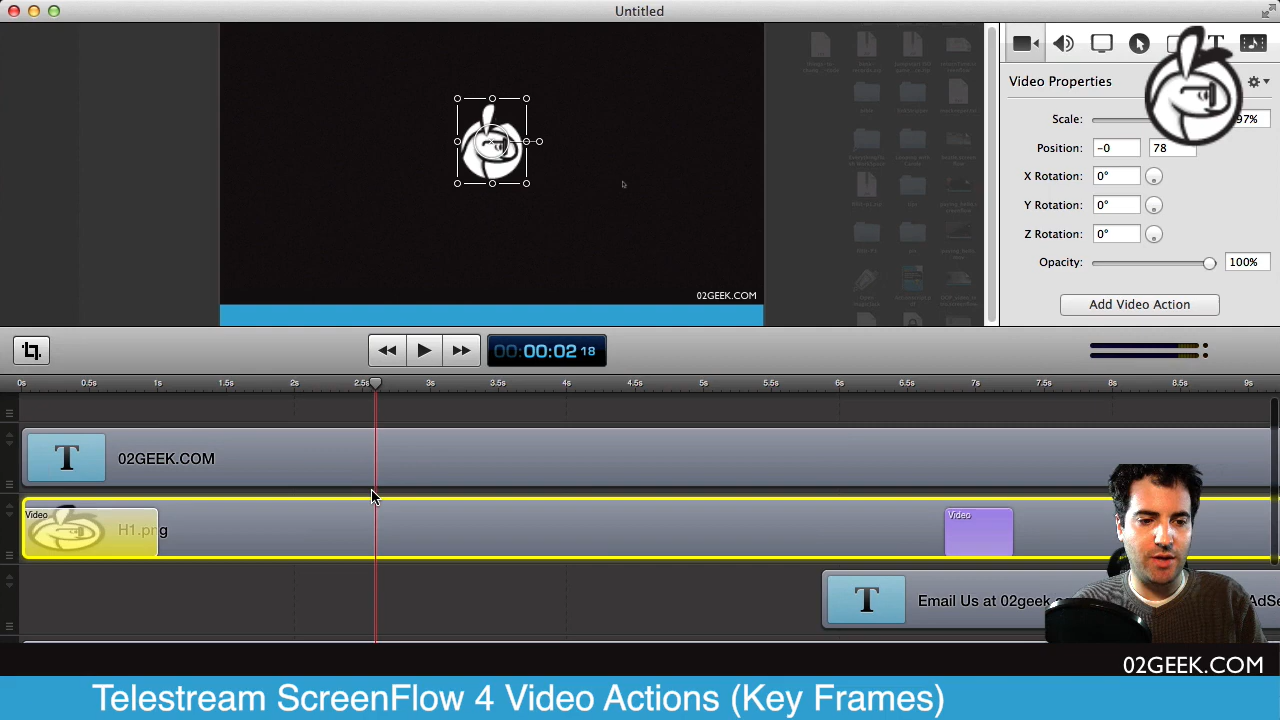 Untitled
Video Properties
Scale: 97%
Position: −0 78
X Rotation: 0°
Y Rotation: 0°
Z Rotation: 0°
Opacity: 100%
Add Video Action
02GEEK.COM
00:00:02 18
0s 0.5s 1s 1.5s 2s 2.5s 3s 3.5s 4s 4.5s 5s 5.5s 6s 6.5s 7s 7.5s 8s 8.5s 9s
T 02GEEK.COM
Video H1.png Video
T Email Us at 02geek AdSe
02GEEK.COM
Telestream ScreenFlow 4 Video Actions (Key Frames)